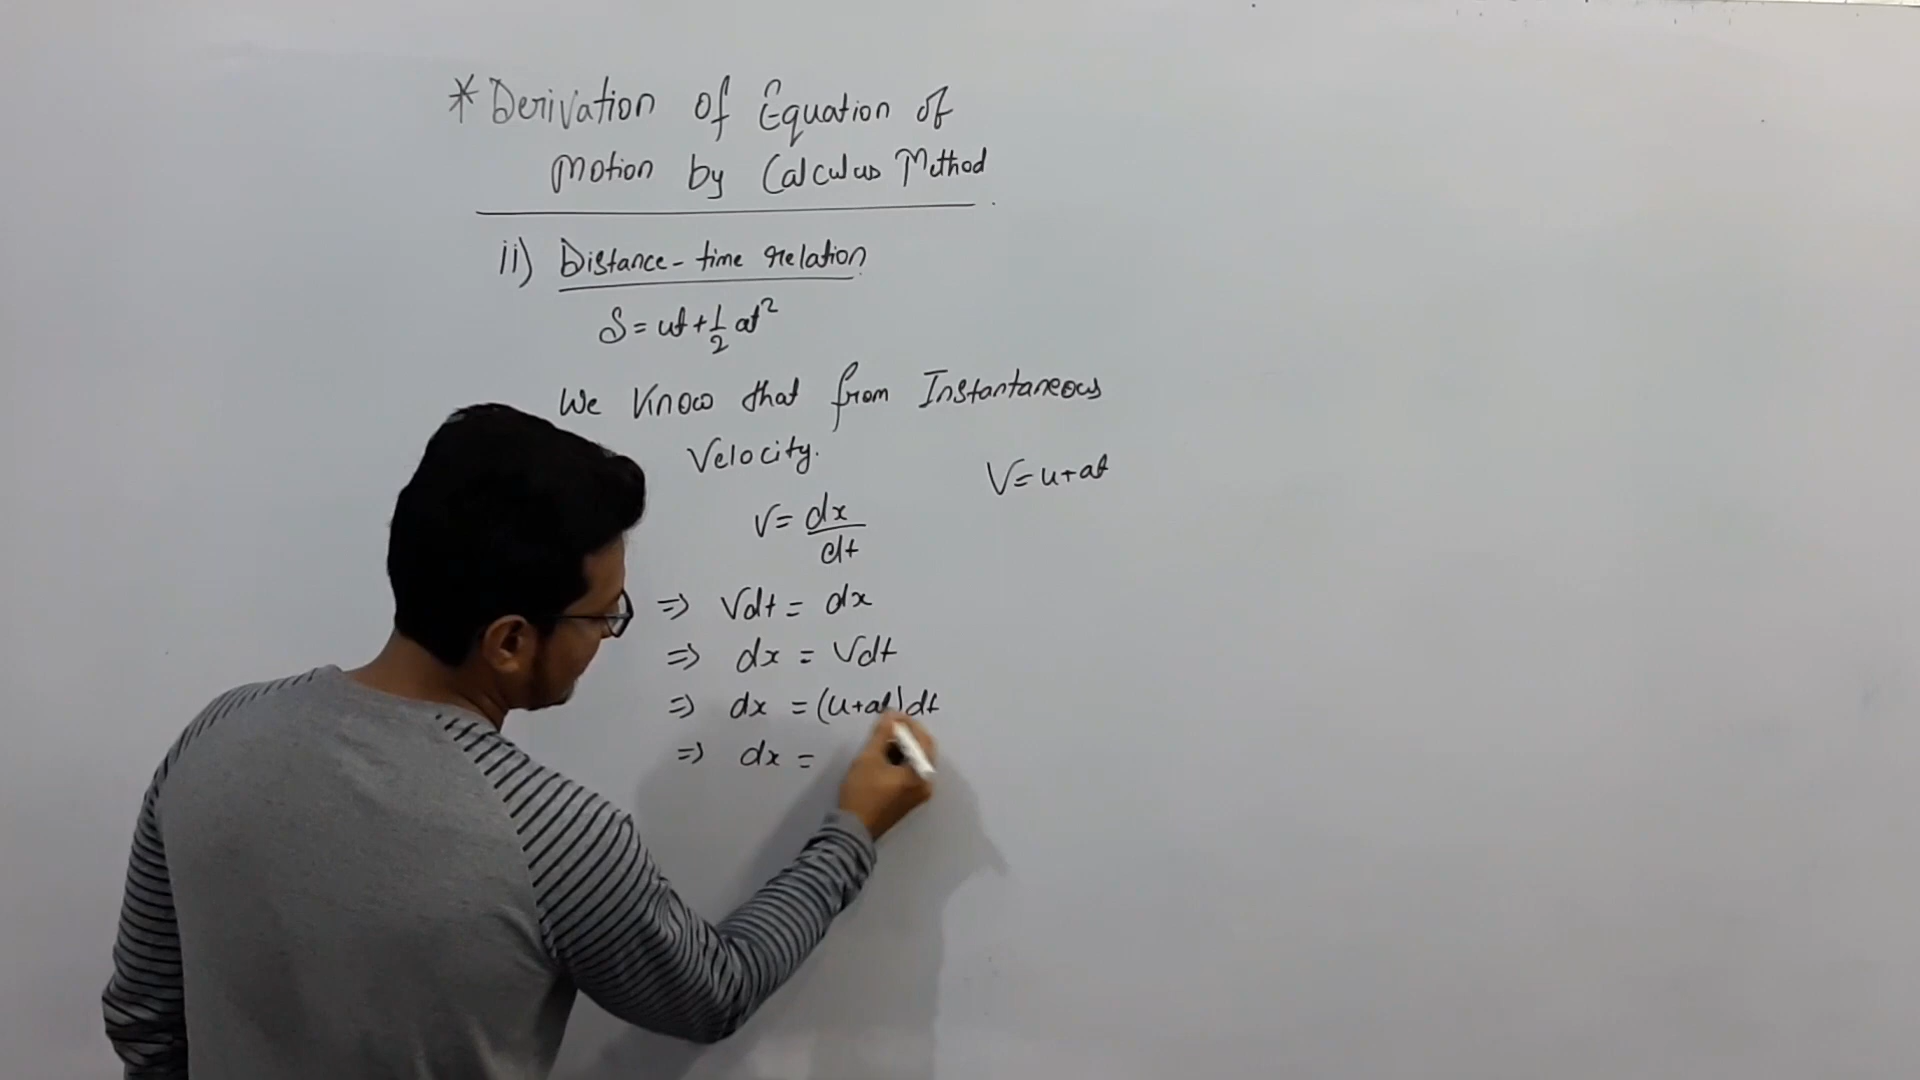 *Derivation of Equation of
Motion by Calculus Method
ii) Distance-time relation
S=ut+1/2 at²
We Know that from Instantaneous
Velocity.
V=u+at
V=dx/dt
=> Vdt = dx
=> dx = Vdt
=> dx =(u+at)dt
=> dx =